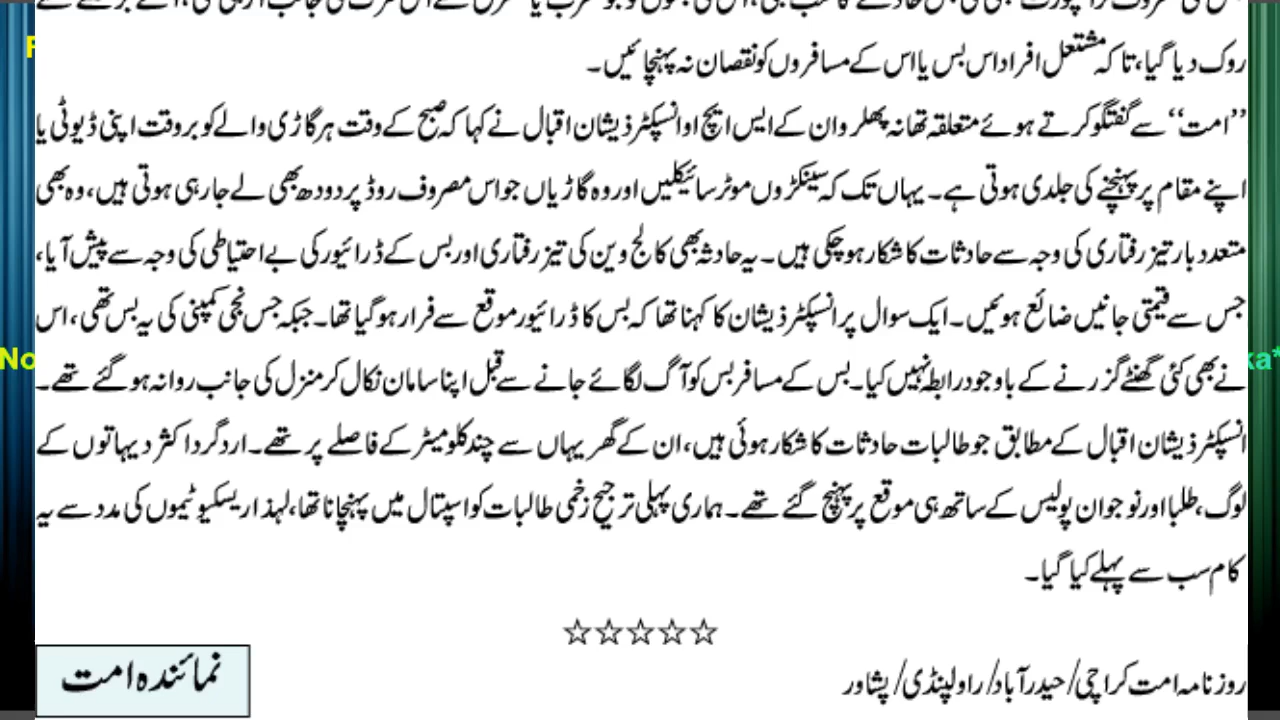 روک دیا گیا، تاکہ مشتعل افراد اس بس یا اس کے مسافروں کو نقصان نہ پہنچائیں۔
’’امت‘‘ سے گفتگو کرتے ہوئے متعلقہ تھانہ پھلروان کے ایس ایچ او انسپکٹر ذیشان اقبال نے کہا کہ صبح کے وقت ہر گاڑی والے کو بروقت اپنی ڈیوٹی یا
اپنے مقام پر پہنچنے کی جلدی ہوتی ہے۔ یہاں تک کہ سینکڑوں موٹرسائیکلیں اور وہ گاڑیاں جو اس مصروف روڈ پر دودھ بھی لے جارہی ہوتی ہیں، وہ بھی
متعدد بار تیز رفتاری کی وجہ سے حادثات کا شکار ہوچکی ہیں۔ یہ حادثہ بھی کالج وین کی تیز رفتاری اور بس کے ڈرائیور کی بے احتیاطی کی وجہ سے پیش آیا،
جس سے قیمتی جانیں ضائع ہوئیں۔ ایک سوال پر انسپکٹر ذیشان کا کہنا تھا کہ بس کا ڈرائیور موقع سے فرار ہوگیا تھا۔ جبکہ جس نجی کمپنی کی یہ بس تھی، اس
نے بھی کئی گھنٹے گزرنے کے باوجود رابطہ نہیں کیا۔ بس کے مسافر بس کو آگ لگائے جانے سے قبل اپنا سامان نکال کر منزل کی جانب روانہ ہوگئے تھے۔
انسپکٹر ذیشان اقبال کے مطابق جو طالبات حادثات کا شکار ہوئی ہیں، ان کے گھر یہاں سے چند کلومیٹر کے فاصلے پر تھے۔ اردگرد اکثر دیہاتوں کے
لوگ، طلبا اور نوجوان پولیس کے ساتھ ہی موقع پر پہنچ گئے تھے۔ ہماری پہلی ترجیح زخمی طالبات کو اسپتال میں پہنچانا تھا، لہذا ریسکیو ٹیموں کی مدد سے یہ
کام سب سے پہلے کیا گیا۔
☆☆☆☆☆
روزنامہ امت کراچی/حیدرآباد/راولپنڈی/پشاور
نمائندہ امت